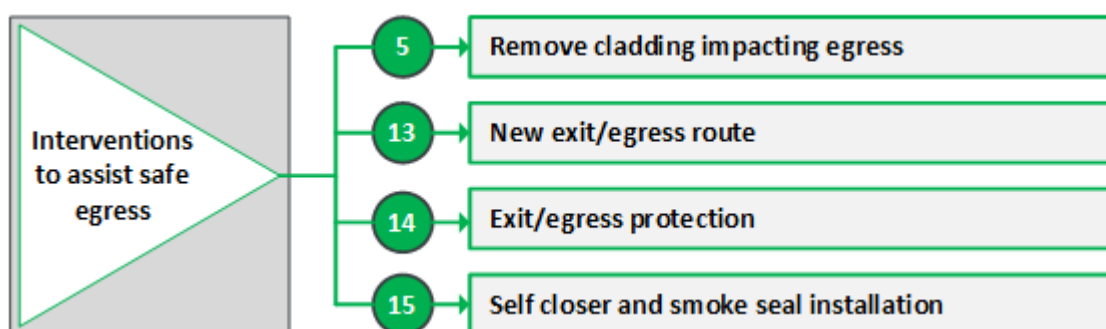 Interventions
to assist safe
egress
5
Remove cladding impacting egress
13
New exit/egress route
14
Exit/egress protection
15
Self closer and smoke seal installation